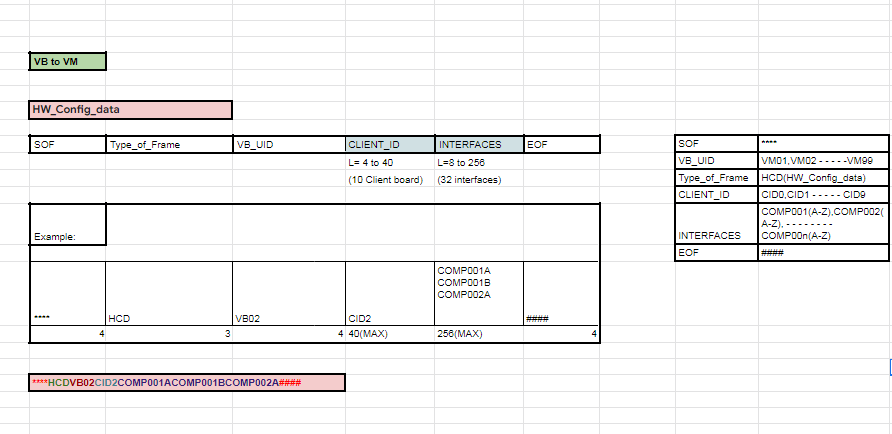 VB to VM
HW_Config_data
SOF Type_of_Frame VB_UID CLIENT_ID INTERFACES EOF
L= 4 to 40 L=8 to 256
(10 Client board) (32 interfaces)
Example:
COMP001A
COMP001B
COMP002A
**** HCD VB02 CID2 ####
4 3 4 40(MAX) 256(MAX) 4
****HCDVB02CID2COMP001ACOMP001BCOMP002A####
SOF ****
VB_UID VM01,VM02 - - - - -VM99
Type_of_Frame HCD(HW_Config_data)
CLIENT_ID CID0,CID1 - - - - - CID9
COMP001(A-Z),COMP002(
A-Z), - - - - - - - -
INTERFACES COMP00n(A-Z)
EOF ####